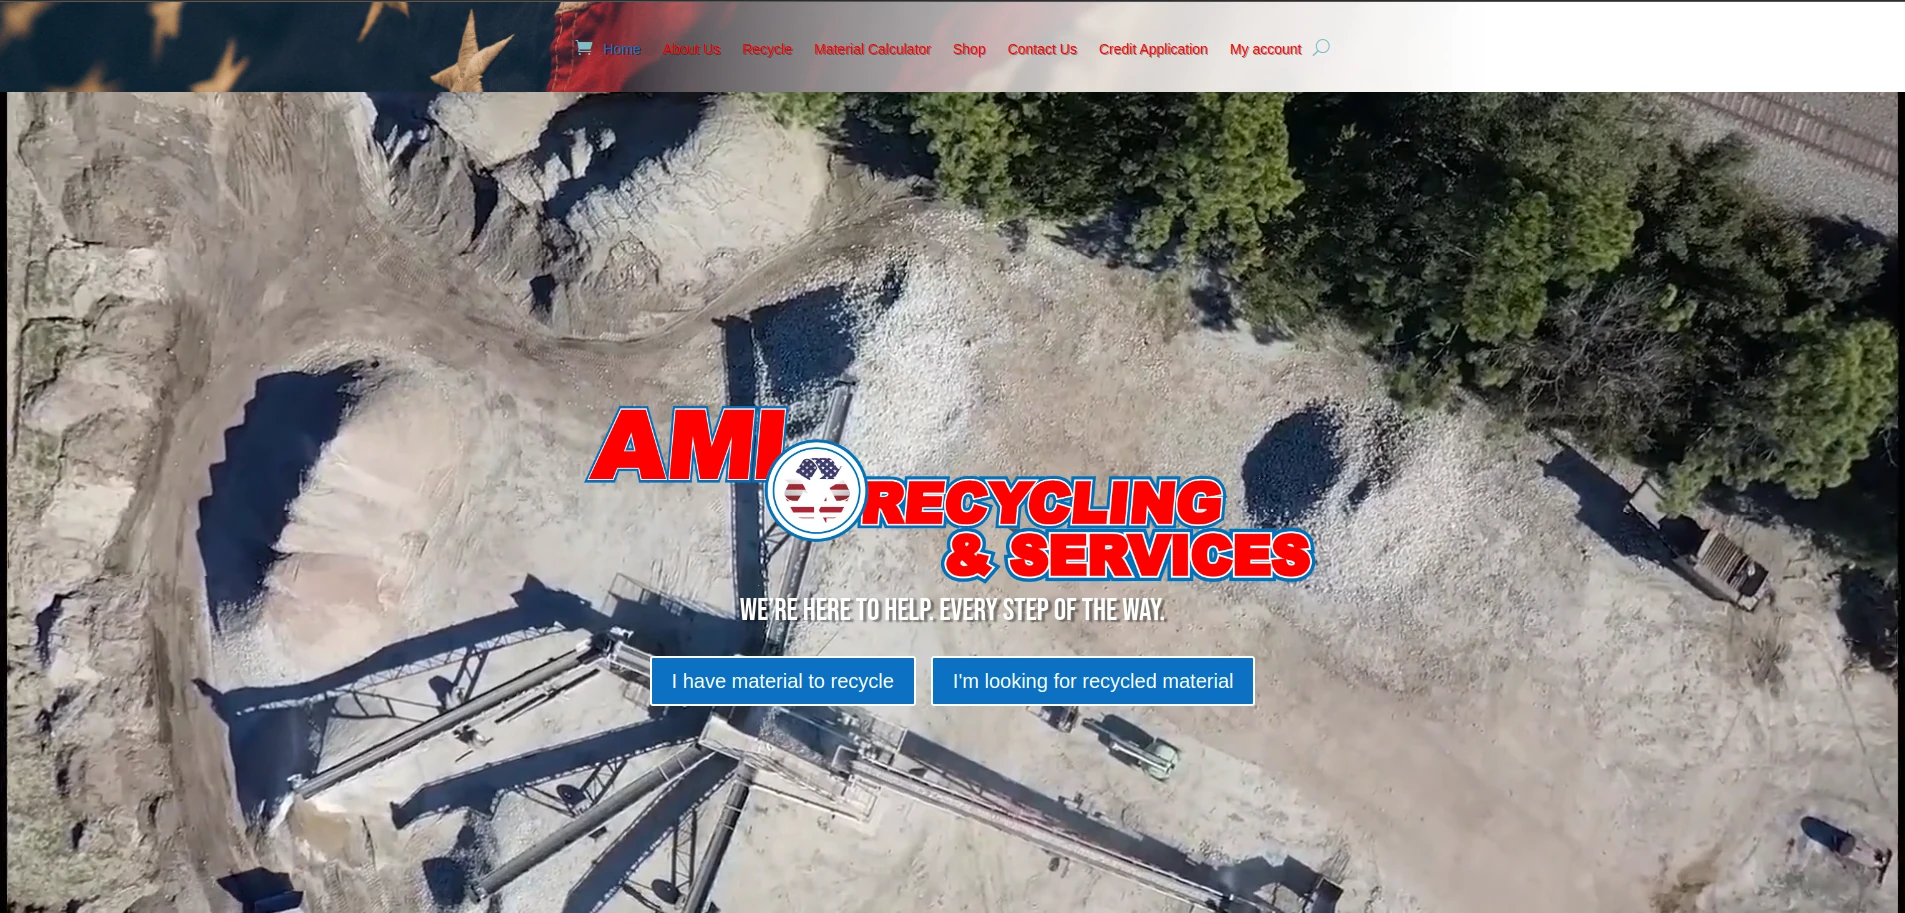 Home About Us Recycle Material Calculator Shop Contact Us Credit Application My account
AMI
RECYCLING
& SERVICES
WE'RE HERE TO HELP. EVERY STEP OF THE WAY.
I have material to recycle I'm looking for recycled material